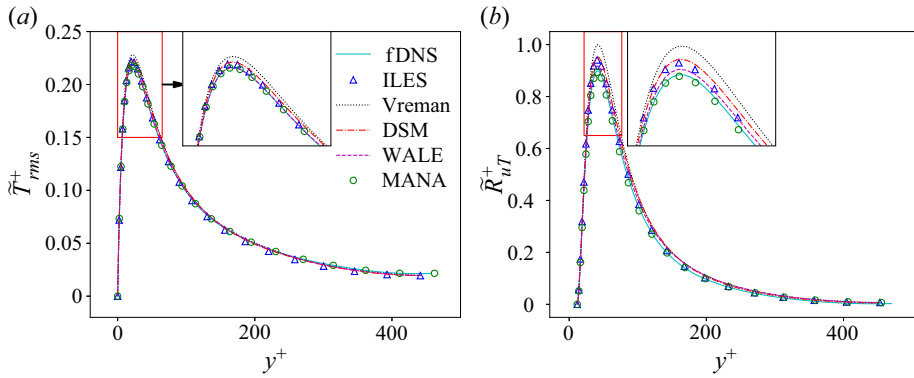 (a)
0.25
0.20
0.15
0.10
0.05
0
T̃⁺rms
0
200
400
y⁺
fDNS
ILES
Vreman
DSM
WALE
MANA
(b)
1.0
0.8
0.6
0.4
0.2
0
R̃⁺uT
0
200
400
y⁺